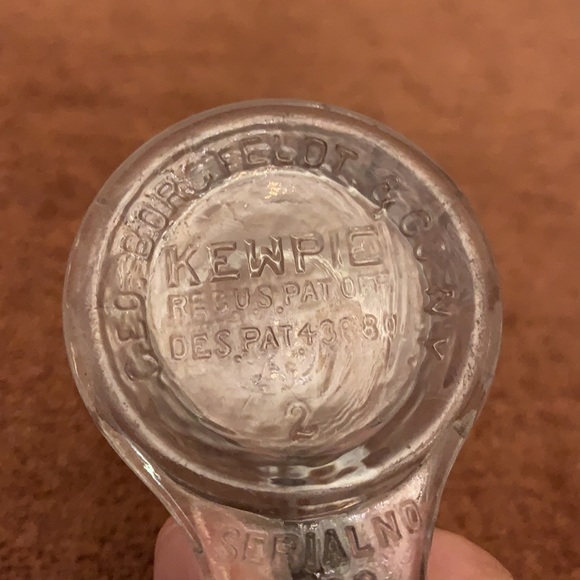 GEO. BORGFELDT & CO. N.Y.
KEWPIE
REG. U.S. PAT. OFF.
DES. PAT. 43680
2
SERIAL NO